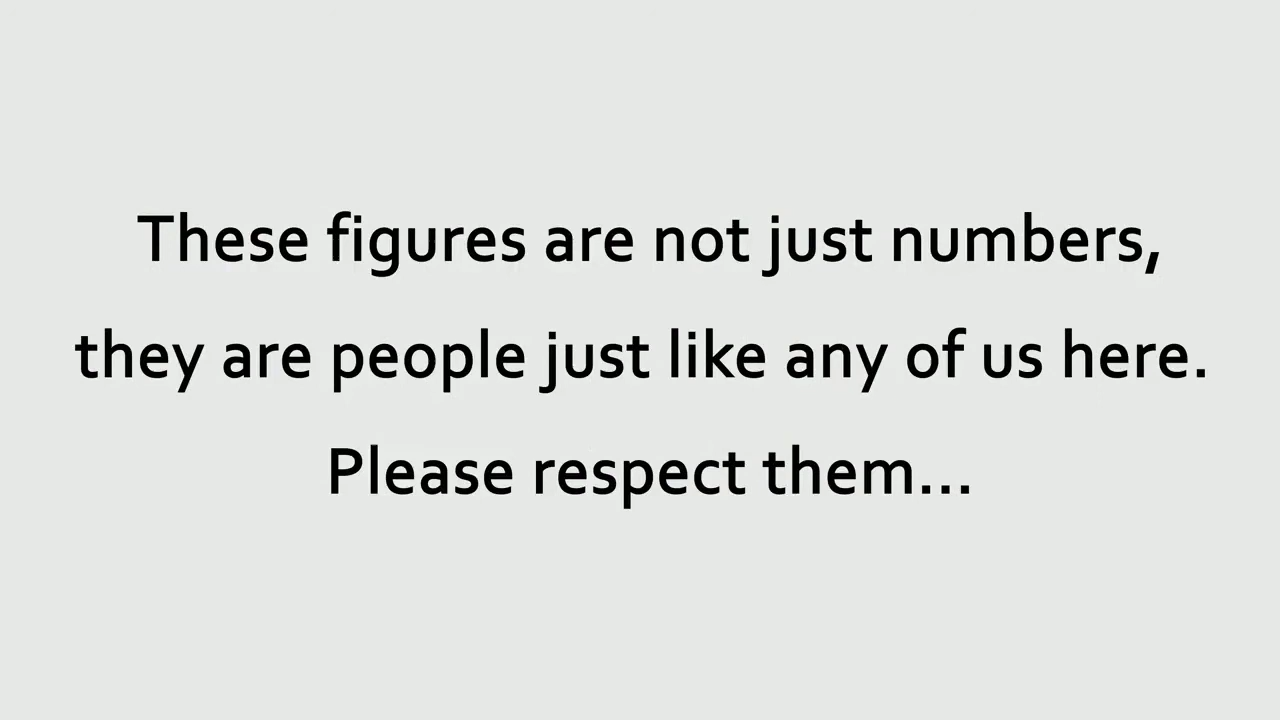 These figures are not just numbers,
they are people just like any of us here.
Please respect them...